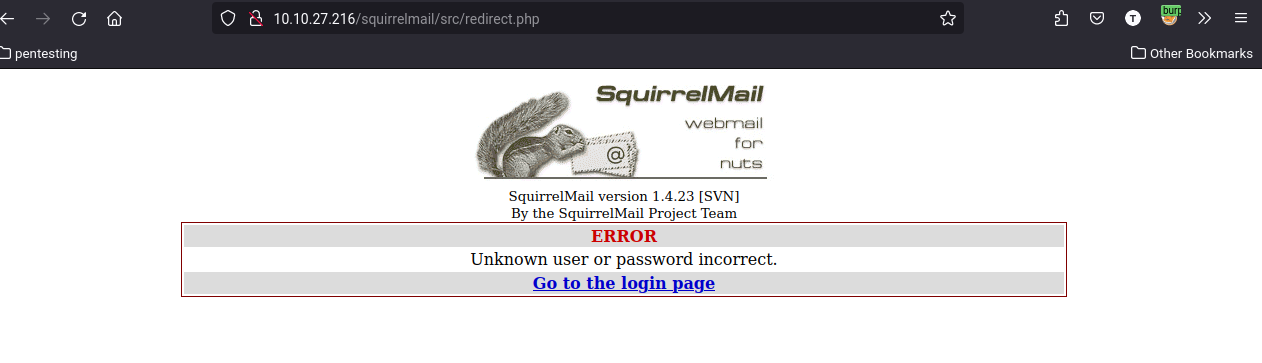 10.10.27.216/squirrelmail/src/redirect.php
T
burp
pentesting
Other Bookmarks
SquirrelMail
webmail
for
nuts
@
SquirrelMail version 1.4.23 [SVN]
By the SquirrelMail Project Team
ERROR
Unknown user or password incorrect.
Go to the login page